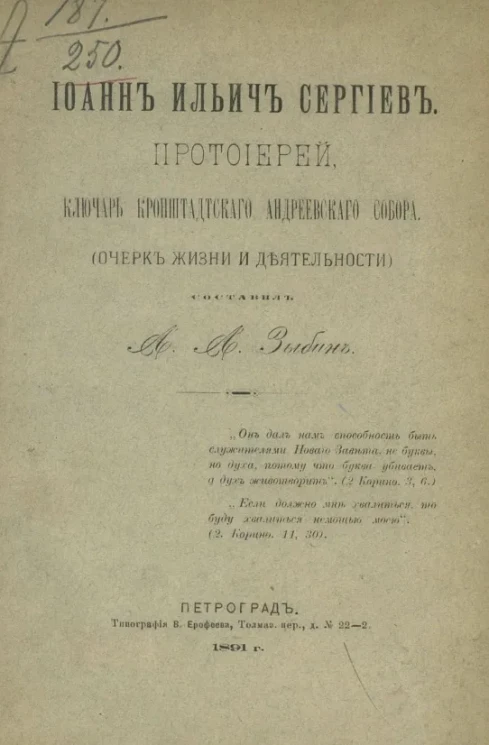 187.
250.
ІОАННЪ ИЛЬИЧЪ СЕРГІЕВЪ.
ПРОТОІЕРЕЙ,
КЛЮЧАРЬ КРОНШТАДТСКАГО АНДРЕЕВСКАГО СОБОРА.
(ОЧЕРКЪ ЖИЗНИ И ДѢЯТЕЛЬНОСТИ)
СОСТАВИЛЪ
А. А. Зыбинъ.
„Онъ далъ намъ способность быть
служителями Новаго Завѣта, не буквы,
но духа, потому что буква убиваетъ,
а духъ животворитъ“. (2 Коринѳ. 3, 6.)
„Если должно мнѣ хвалиться, то
буду хвалиться немощью моею“.
(2. Коринѳ. 11, 30).
ПЕТРОГРАДЪ.
Типографія В. Ерофеева, Толмаз. пер., д. № 22—2.
1891 г.